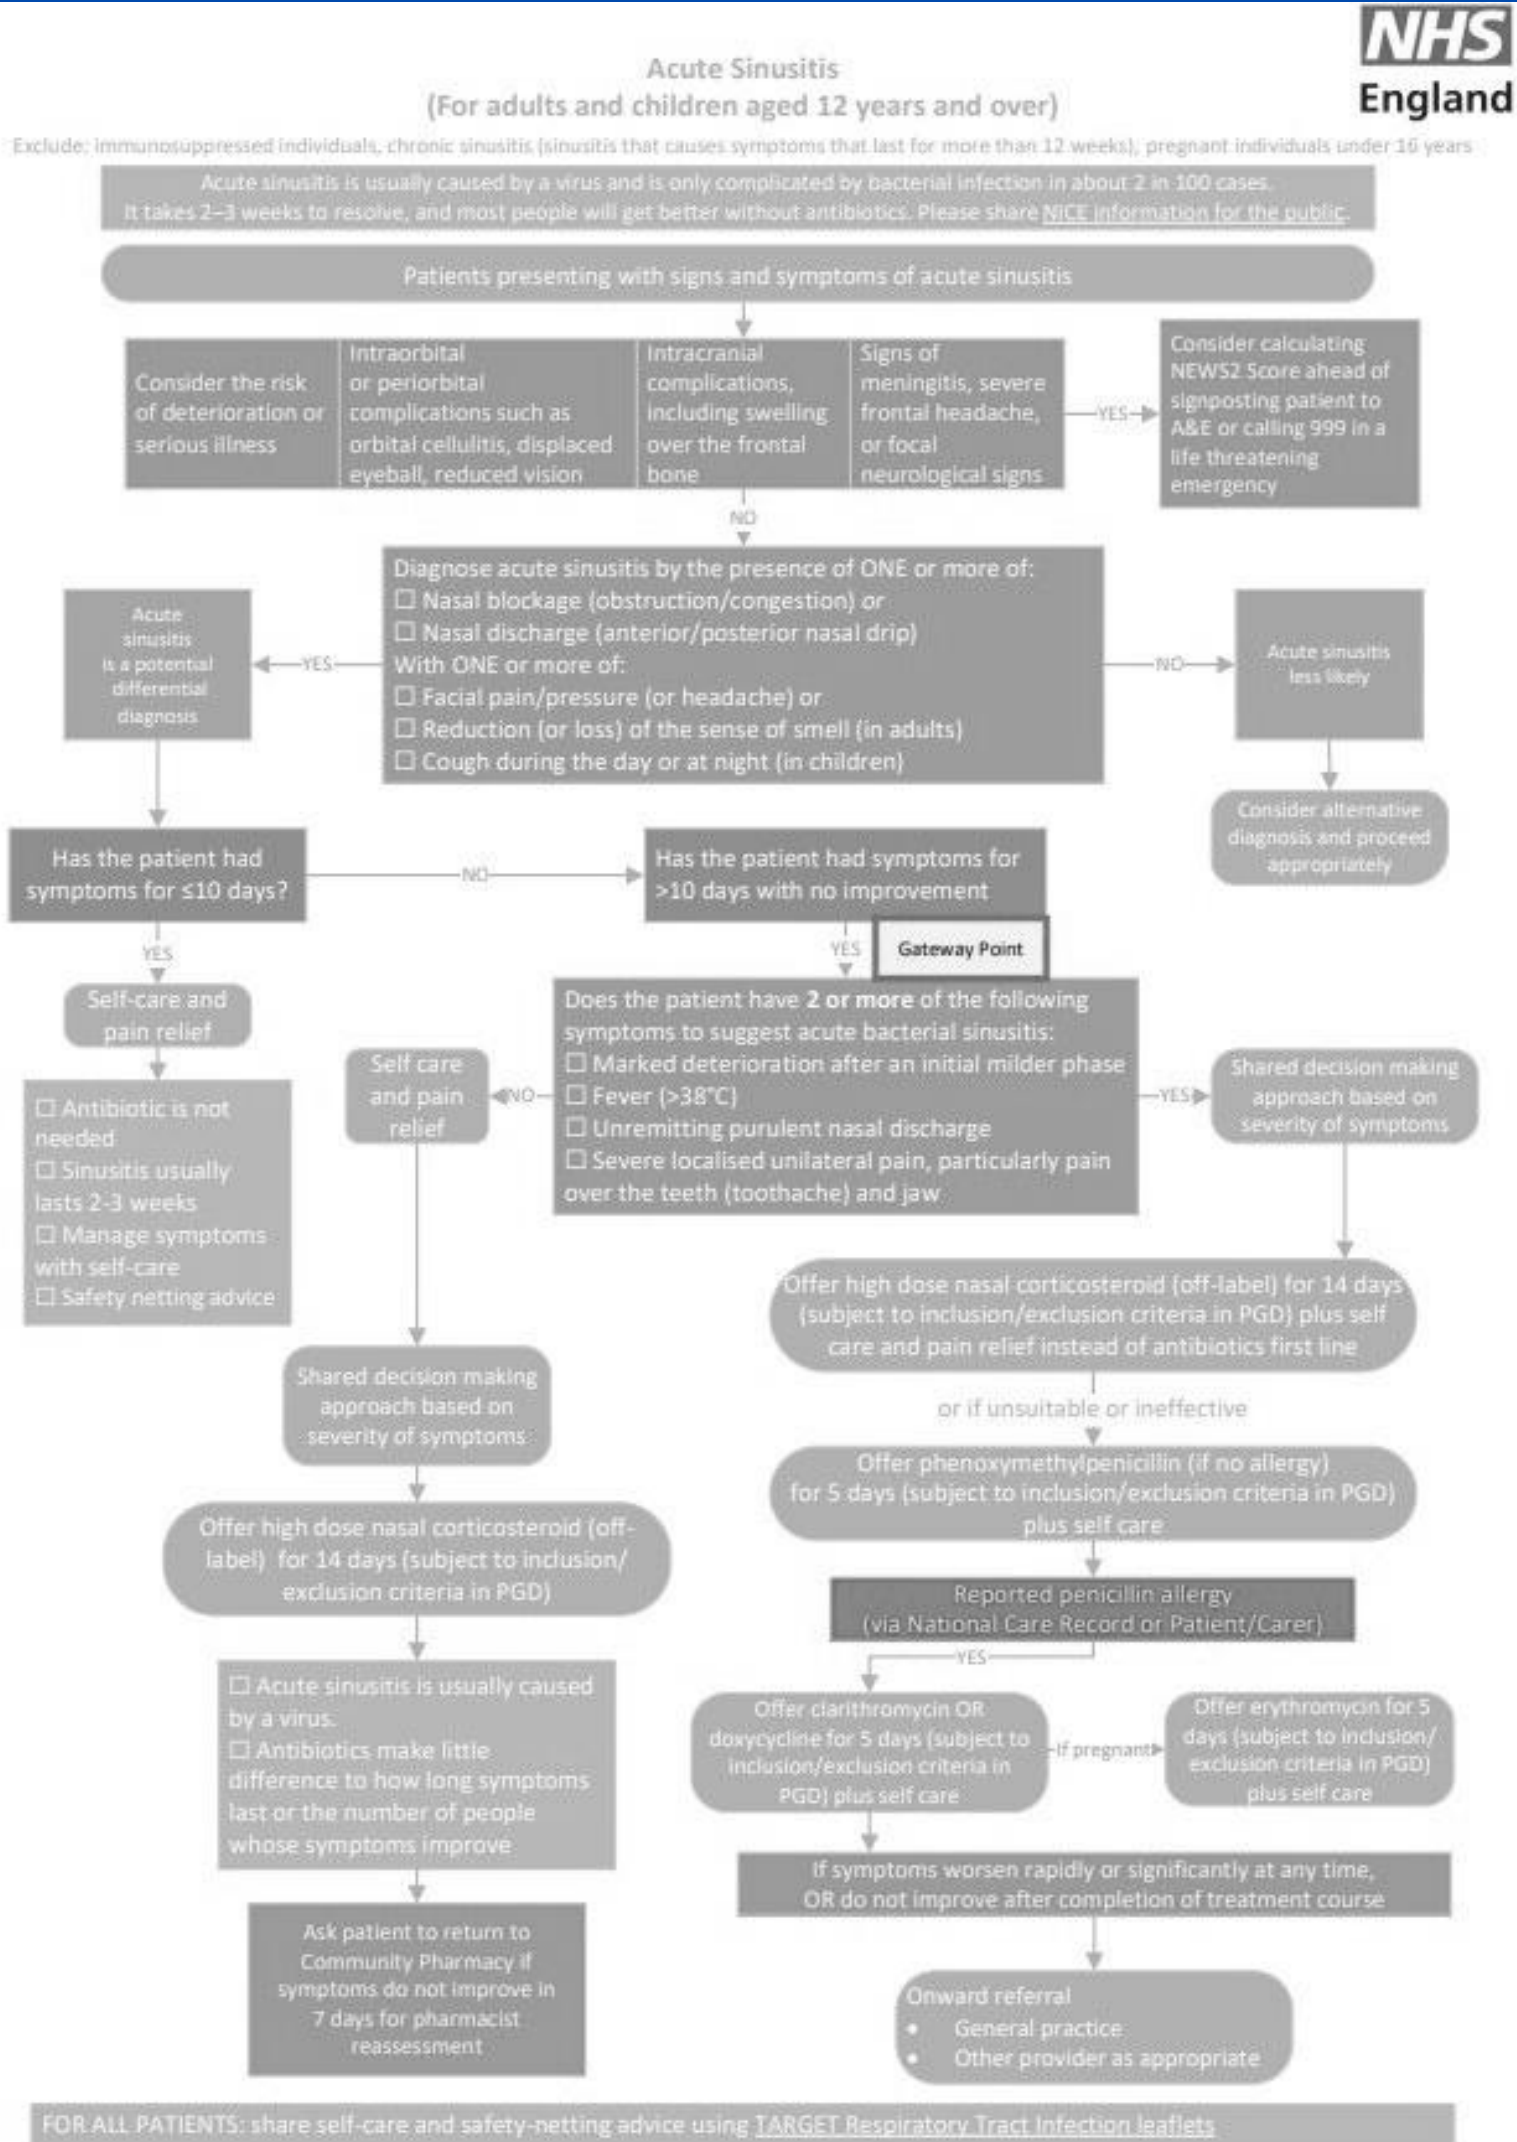 NHS
England
Acute Sinusitis
(For adults and children aged 12 years and over)
Exclude: immunosuppressed individuals, chronic sinusitis (sinusitis that causes symptoms that last for more than 12 weeks), pregnant individuals under 16 years
Acute sinusitis is usually caused by a virus and is only complicated by bacterial infection in about 2 in 100 cases.
It takes 2–3 weeks to resolve, and most people will get better without antibiotics. Please share NICE information for the public.
Patients presenting with signs and symptoms of acute sinusitis
Consider the risk
of deterioration or
serious illness
Intraorbital
or periorbital
complications such as
orbital cellulitis, displaced
eyeball, reduced vision
Intracranial
complications,
including swelling
over the frontal
bone
Signs of
meningitis, severe
frontal headache,
or focal
neurological signs
YES
Consider calculating
NEWS2 Score ahead of
signposting patient to
A&E or calling 999 in a
life threatening
emergency
NO
Diagnose acute sinusitis by the presence of ONE or more of:
☐ Nasal blockage (obstruction/congestion) or
☐ Nasal discharge (anterior/posterior nasal drip)
With ONE or more of:
☐ Facial pain/pressure (or headache) or
☐ Reduction (or loss) of the sense of smell (in adults)
☐ Cough during the day or at night (in children)
YES
Acute
sinusitis
is a potential
differential
diagnosis
NO
Acute sinusitis
less likely
Consider alternative
diagnosis and proceed
appropriately
Has the patient had
symptoms for ≤10 days?
NO
Has the patient had symptoms for
>10 days with no improvement
YES
Self-care and
pain relief
☐ Antibiotic is not
needed
☐ Sinusitis usually
lasts 2-3 weeks
☐ Manage symptoms
with self-care
☐ Safety netting advice
YES
Gateway Point
Does the patient have 2 or more of the following
symptoms to suggest acute bacterial sinusitis:
☐ Marked deterioration after an initial milder phase
☐ Fever (>38°C)
☐ Unremitting purulent nasal discharge
☐ Severe localised unilateral pain, particularly pain
over the teeth (toothache) and jaw
NO
Self care
and pain
relief
Shared decision making
approach based on
severity of symptoms
Offer high dose nasal corticosteroid (off-
label) for 14 days (subject to inclusion/
exclusion criteria in PGD)
☐ Acute sinusitis is usually caused
by a virus.
☐ Antibiotics make little
difference to how long symptoms
last or the number of people
whose symptoms improve
Ask patient to return to
Community Pharmacy if
symptoms do not improve in
7 days for pharmacist
reassessment
YES
Shared decision making
approach based on
severity of symptoms
Offer high dose nasal corticosteroid (off-label) for 14 days
(subject to inclusion/exclusion criteria in PGD) plus self
care and pain relief instead of antibiotics first line
or if unsuitable or ineffective
Offer phenoxymethylpenicillin (if no allergy)
for 5 days (subject to inclusion/exclusion criteria in PGD)
plus self care
Reported penicillin allergy
(via National Care Record or Patient/Carer)
YES
Offer clarithromycin OR
doxycycline for 5 days (subject to
inclusion/exclusion criteria in
PGD) plus self care
If pregnant
Offer erythromycin for 5
days (subject to inclusion/
exclusion criteria in PGD)
plus self care
If symptoms worsen rapidly or significantly at any time,
OR do not improve after completion of treatment course
Onward referral
• General practice
• Other provider as appropriate
FOR ALL PATIENTS: share self-care and safety-netting advice using TARGET Respiratory Tract Infection leaflets